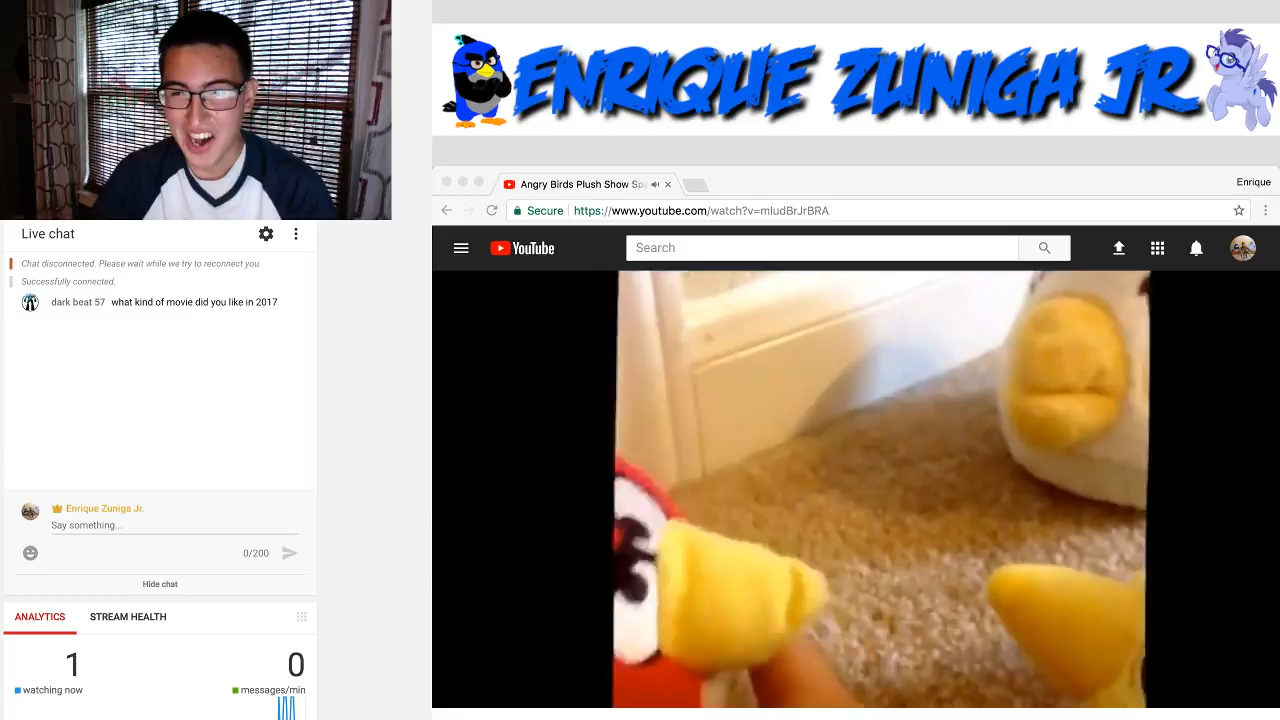 ENRIQUE ZUNIGA JR
Angry Birds Plush Show Spe
Enrique
Secure
https://www.youtube.com/watch?v=mIudBrJrBRA
YouTube
Search
Live chat
Chat disconnected. Please wait while we try to reconnect you.
Successfully connected.
dark beat 57 what kind of movie did you like in 2017
Enrique Zuniga Jr.
Say something...
0/200
Hide chat
ANALYTICS STREAM HEALTH
1 0
watching now messages/min